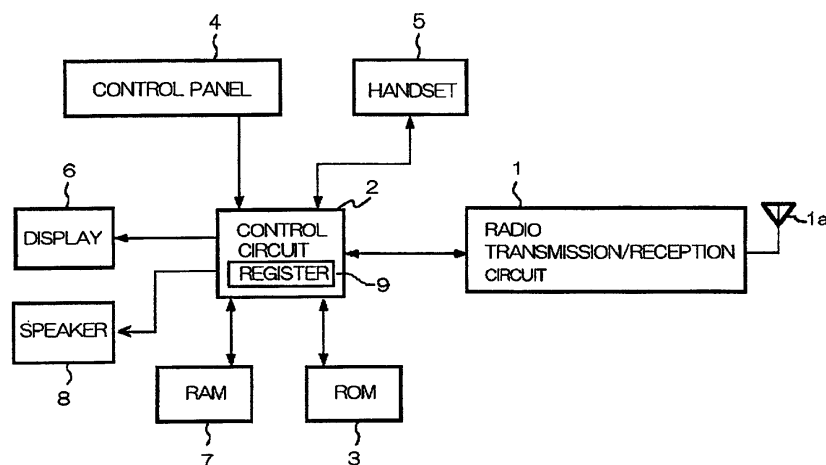 4
5
CONTROL PANEL
HANDSET
6
2
1
1a
DISPLAY
CONTROL
CIRCUIT
REGISTER
9
RADIO
TRANSMISSION/RECEPTION
CIRCUIT
SPEAKER
8
RAM
ROM
7
3